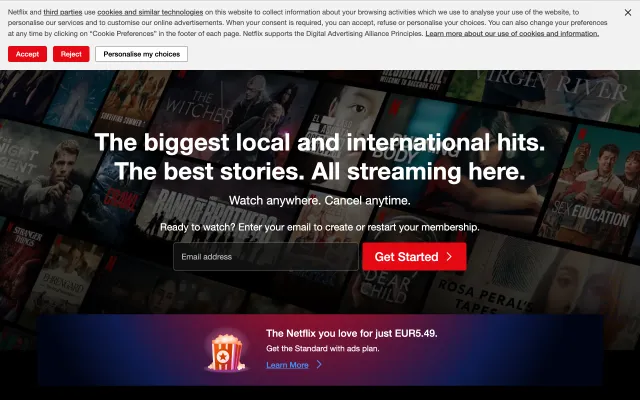 Netflix and third parties use cookies and similar technologies on this website to collect information about your browsing activities which we use to analyse your use of the website, to
personalise our services and to customise our online advertisements. When your consent is required, you can accept, refuse or personalise your choices. You can also change your preferences
at any time by clicking on “Cookie Preferences” in the footer of each page. Netflix supports the Digital Advertising Alliance Principles. Learn more about our use of cookies and information.
Accept
Reject
Personalise my choices
THE WITCHER
VIRGIN RIVER
The biggest local and international hits.
The best stories. All streaming here.
BODY
SEX EDUCATION
Watch anywhere. Cancel anytime.
Ready to watch? Enter your email to create or restart your membership.
Email address
Get Started
STRANGER THINGS
DEAR CHILD
ROSA PERAL'S TAPES
The Netflix you love for just EUR5.49.
Get the Standard with ads plan.
Learn More